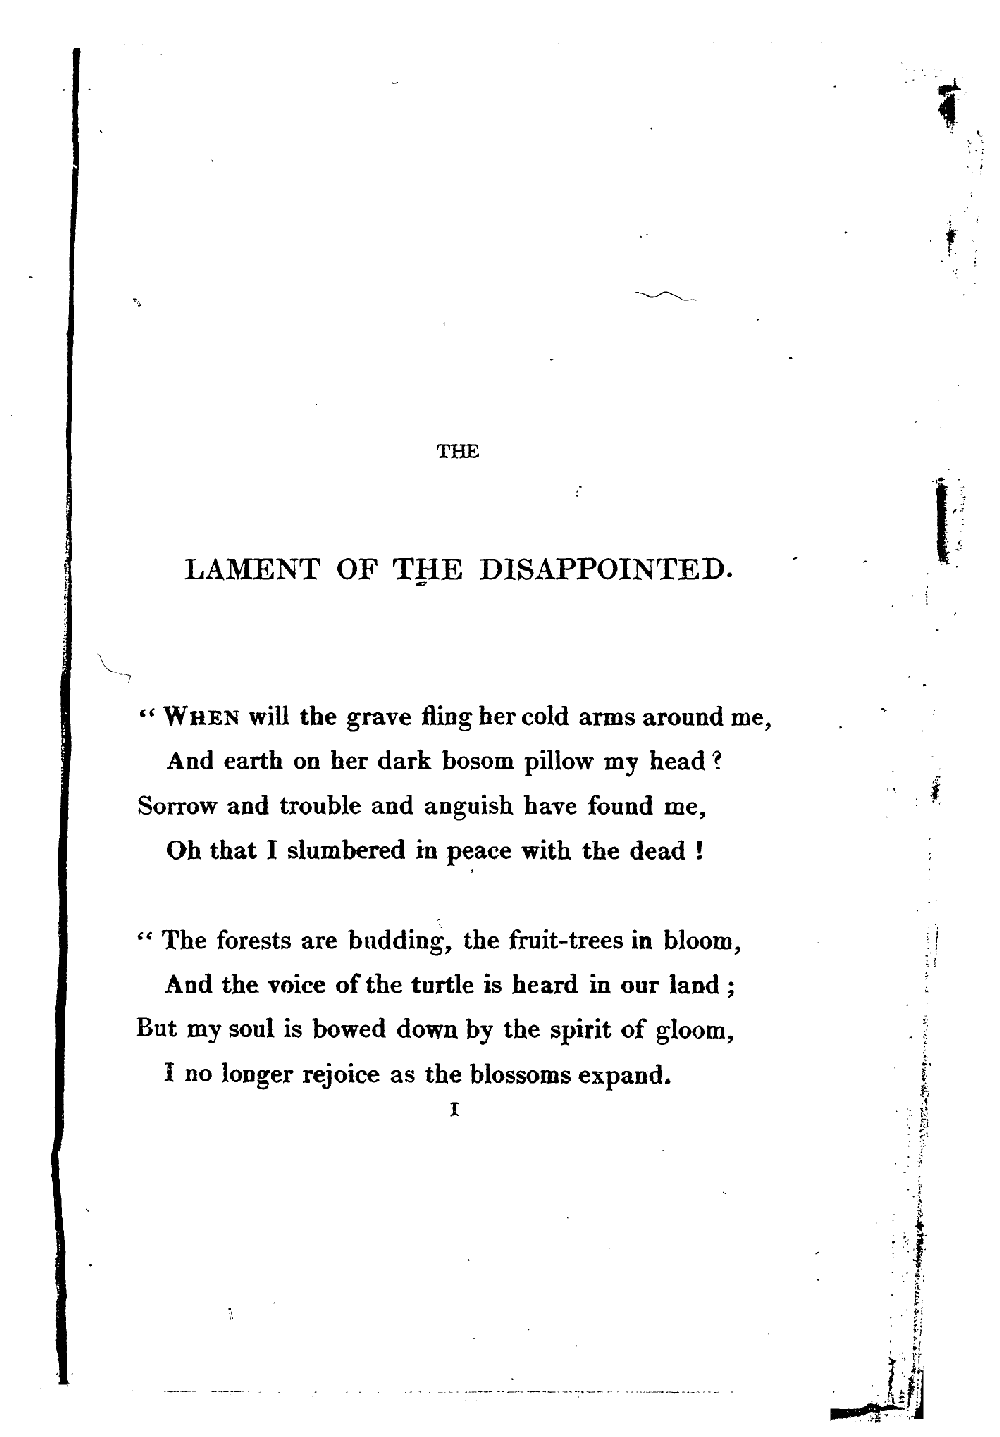 THE
LAMENT OF THE DISAPPOINTED.
“ WHEN will the grave fling her cold arms around me,
And earth on her dark bosom pillow my head ?
Sorrow and trouble and anguish have found me,
Oh that I slumbered in peace with the dead !
“ The forests are budding, the fruit-trees in bloom,
And the voice of the turtle is heard in our land ;
But my soul is bowed down by the spirit of gloom,
I no longer rejoice as the blossoms expand.
I